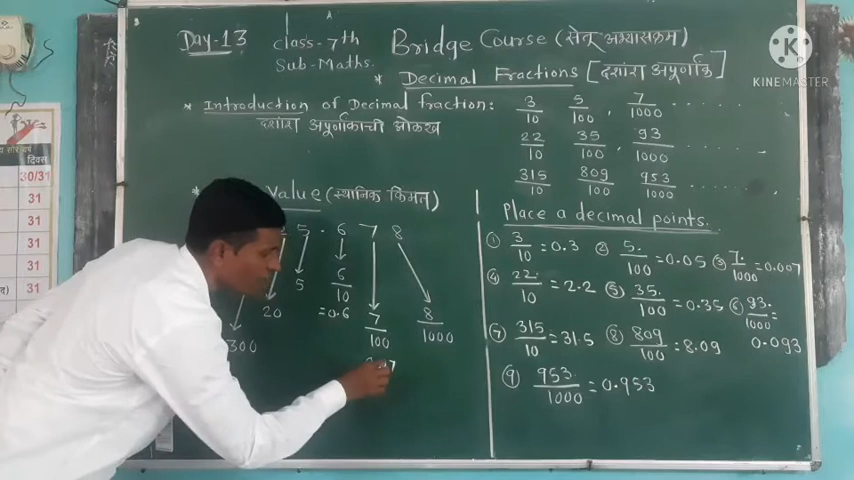 Day-13
class-7th
Sub-Maths.
Bridge Course (सेतू अभ्यासक्रम)
* Decimal Fractions [दशांश अपूर्णांक]
* Introduction of Decimal fraction:
दशांश अपूर्णांकाची ओळख
3/10 5/100, 7/1000 ......
22/10 35/100, 93/1000
315/10 809/100 953/1000 ......
* Value (स्थानिक किंमत)
5 . 6 7 8
5 6/10
20 = 0.6 7/100 8/1000
300
Place a decimal points.
① 3/10 = 0.3 ② 5/100 = 0.05 ③ 7/1000 = 0.007
④ 22/10 = 2.2 ⑤ 35/100 = 0.35 ⑥ 93/1000 =
0.093
⑦ 315/10 = 31.5 ⑧ 809/100 = 8.09
⑨ 953/1000 = 0.953
KINEMASTER
दिवस
30/31
31
31
31
31
31